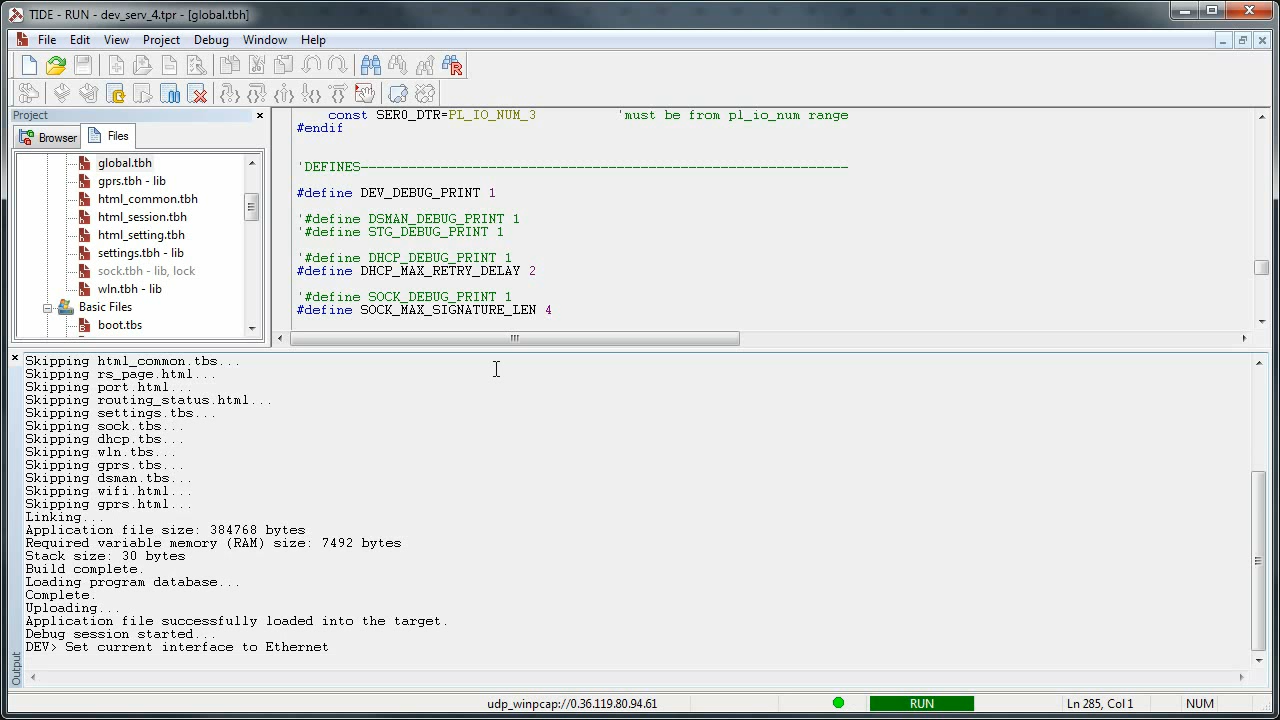 TIDE - RUN - dev_serv_4.tpr - [global.tbh]
File Edit View Project Debug Window Help
Project
Browser Files
global.tbh
gprs.tbh - lib
html_common.tbh
html_session.tbh
html_setting.tbh
settings.tbh - lib
sock.tbh - lib, lock
wln.tbh - lib
Basic Files
boot.tbs
const SER0_DTR=PL_IO_NUM_3 'must be from pl_io_num range
#endif
'DEFINES-------------------------------------------------------------
#define DEV_DEBUG_PRINT 1
'#define DSMAN_DEBUG_PRINT 1
'#define STG_DEBUG_PRINT 1
'#define DHCP_DEBUG_PRINT 1
#define DHCP_MAX_RETRY_DELAY 2
'#define SOCK_DEBUG_PRINT 1
#define SOCK_MAX_SIGNATURE_LEN 4
Skipping html_common.tbs...
Skipping rs_page.html...
Skipping port.html...
Skipping routing_status.html...
Skipping settings.tbs...
Skipping sock.tbs...
Skipping dhcp.tbs...
Skipping wln.tbs...
Skipping gprs.tbs...
Skipping dsman.tbs...
Skipping wifi.html...
Skipping gprs.html...
Linking...
Application file size: 384768 bytes
Required variable memory (RAM) size: 7492 bytes
Stack size: 30 bytes
Build complete.
Loading program database...
Complete.
Uploading...
Application file successfully loaded into the target.
Debug session started...
DEV> Set current interface to Ethernet
Output
udp_winpcap://0.36.119.80.94.61 RUN Ln 285, Col 1 NUM